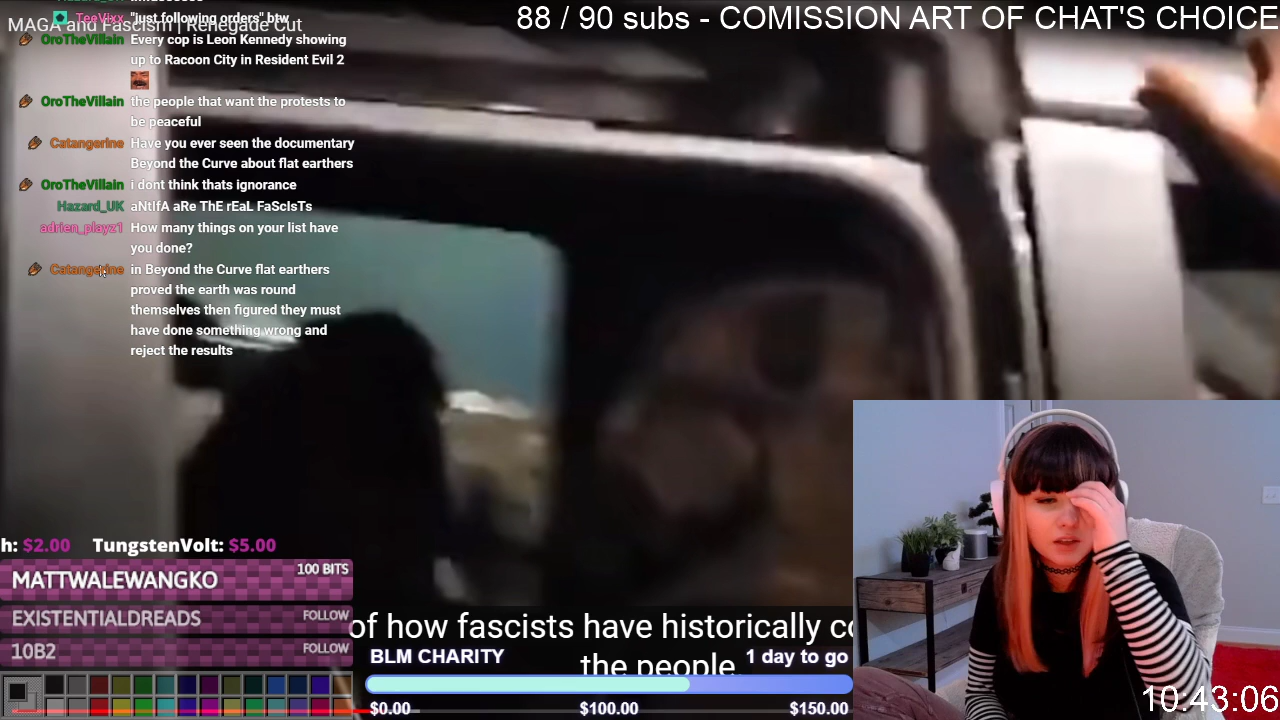 88 / 90 subs - COMISSION ART OF CHAT'S CHOICE
MAGA and Fascism | Renegade Cut
TeeVixx "just following orders" btw
OroTheVillain Every cop is Leon Kennedy showing
up to Racoon City in Resident Evil 2
OroTheVillain the people that want the protests to
be peaceful
Catangerine Have you ever seen the documentary
Beyond the Curve about flat earthers
OroTheVillain i dont think thats ignorance
Hazard_UK aNtIfA aRe ThE rEaL FaScIsTs
adrien_playz1 How many things on your list have
you done?
Catangerine in Beyond the Curve flat earthers
proved the earth was round
themselves then figured they must
have done something wrong and
reject the results
h: $2.00 TungstenVolt: $5.00
MATTWALEWANGKO 100 BITS
EXISTENTIALDREADS FOLLOW
10B2 FOLLOW
of how fascists have historically
the people.
BLM CHARITY 1 day to go
$0.00 $100.00 $150.00
10:43:06